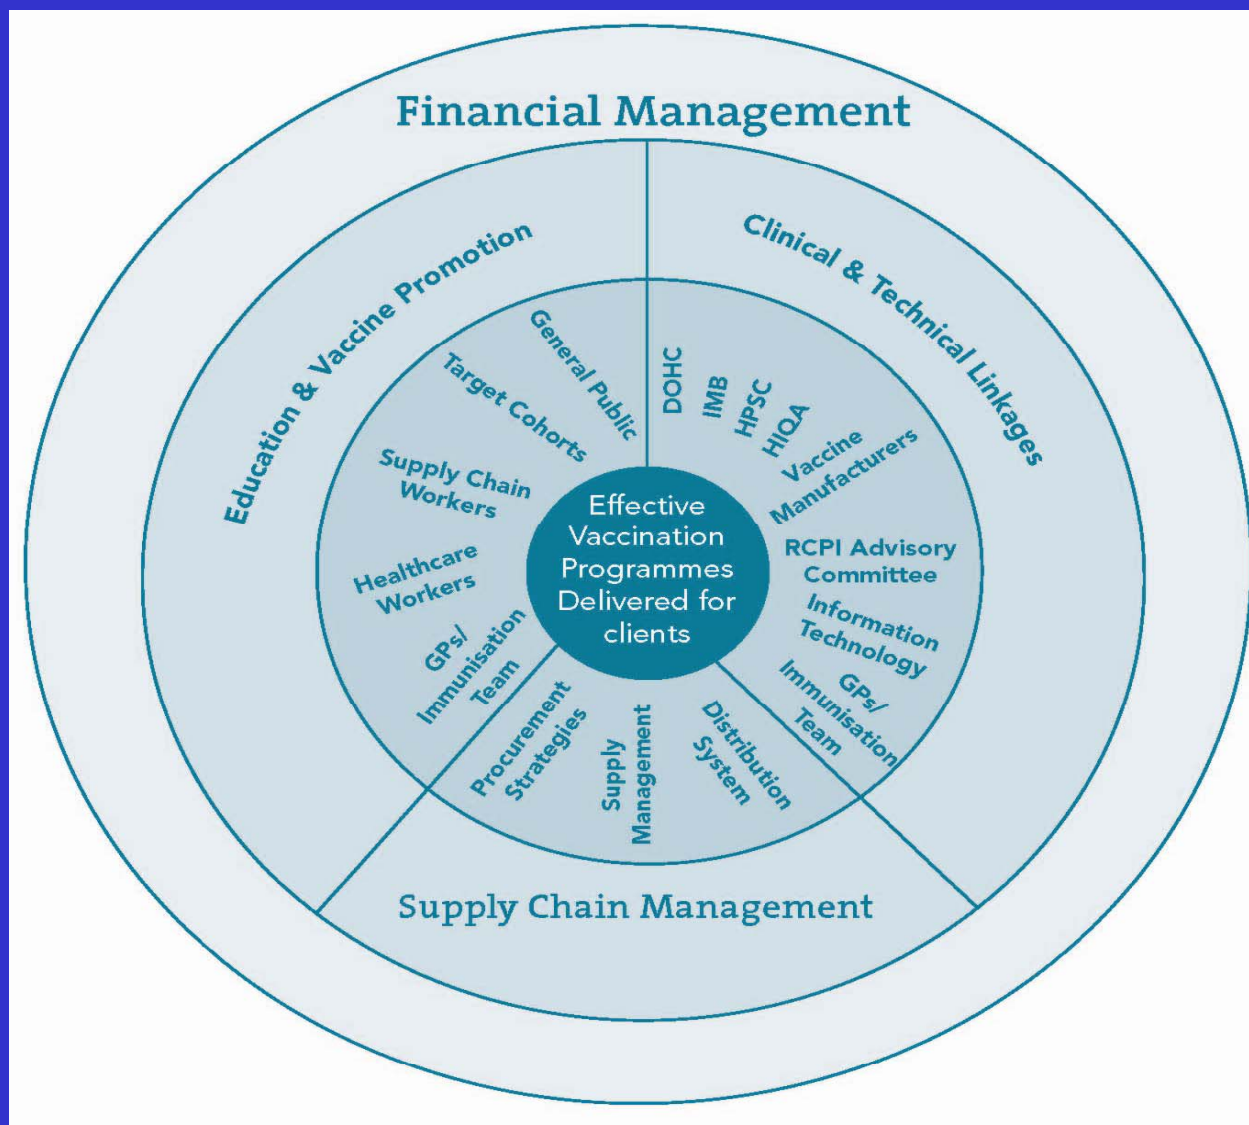 Financial Management
Education & Vaccine Promotion
Clinical & Technical Linkages
General Public
Target Cohorts
Supply Chain
Workers
Healthcare
Workers
GPs/
Immunisation
Team
DOHC
IMB
HPSC
HIQA
Vaccine
Manufacturers
RCPI Advisory
Committee
Information
Technology
GPs/
Immunisation
Team
Effective
Vaccination
Programmes
Delivered for
clients
Procurement
Strategies
Supply
Management
Distribution
System
Supply Chain Management